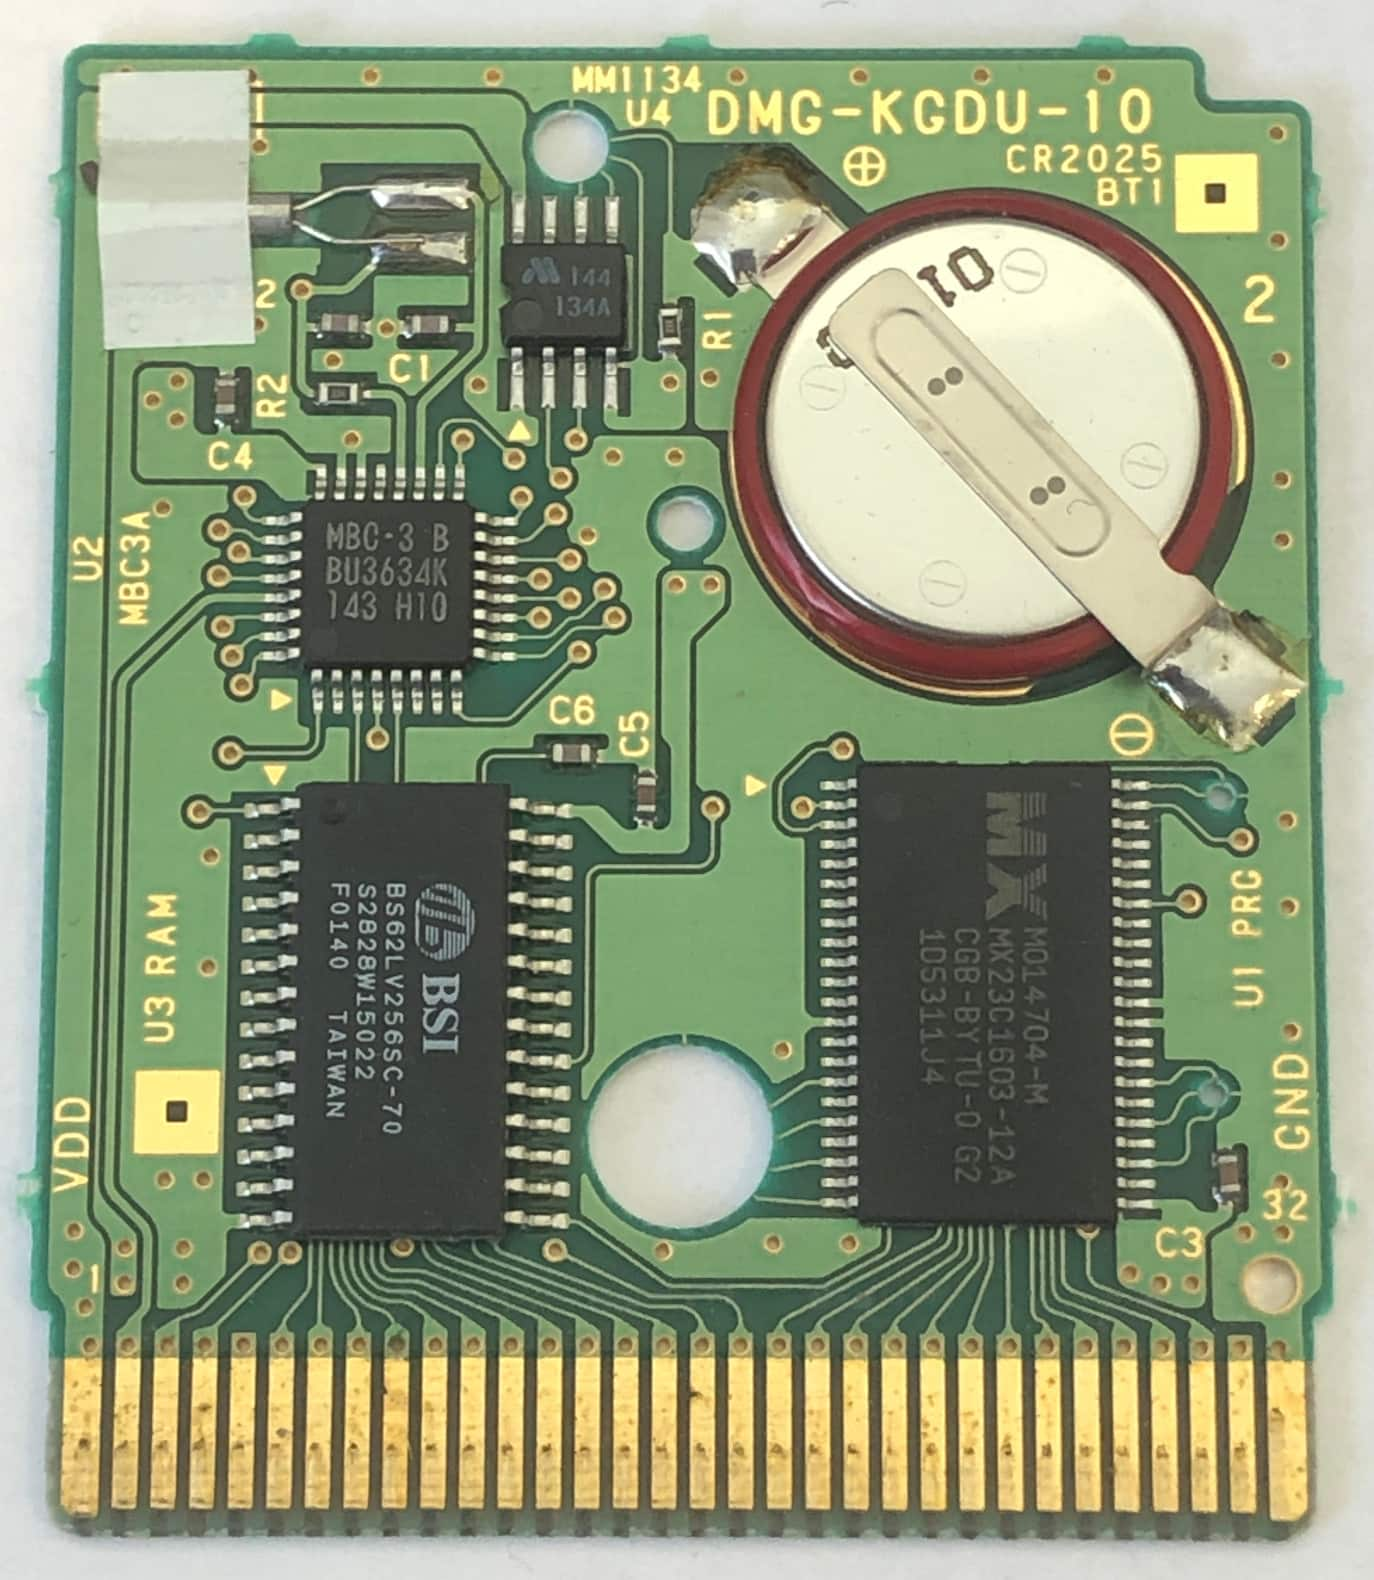 MM1134
U4
DMG-KGDU-10
CR2025
BT1
2
2
144
134A
R1
C1
R2
C4
10
U2
MBC3A
MBC-3 B
BU3634K
143 H10
C6
C5
U3 RAM
BSI
BS62LV256SC-70
S2828W15022
F0140 TAIWAN
MX
M014704-M
MX23C1603-12A
CGB-BYTU-0 G2
1D5311J4
U1 PRG
VDD
GND
C3
32
1